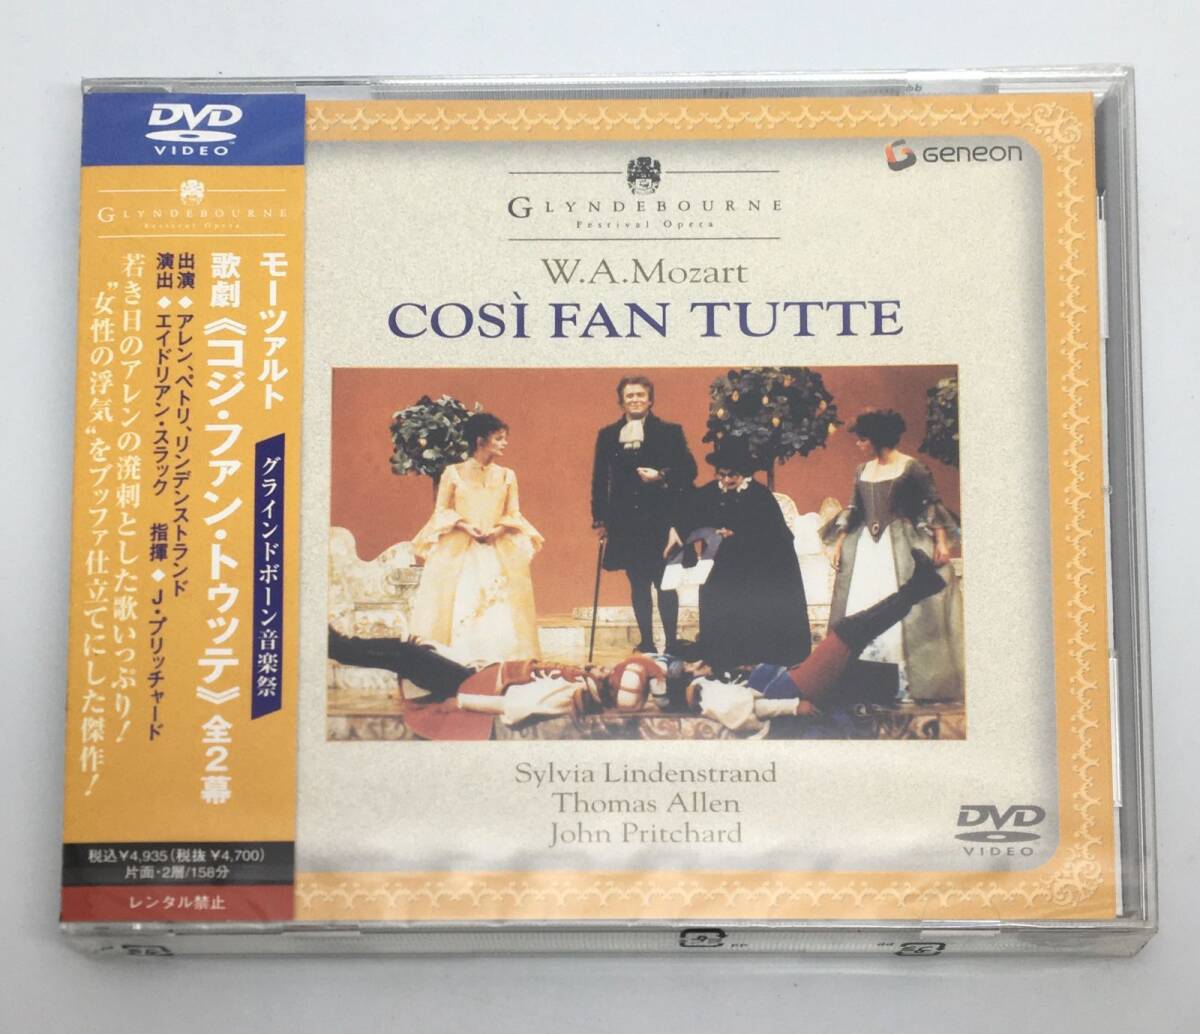 DVD
VIDEO
GLYNDEBOURNE
Festival Opera
モーツァルト
歌劇《コジ・ファン・トゥッテ》全2幕
グラインドボーン音楽祭
出演◆アレン、ペトリ、リンデンストランド
演出◆エイドリアン・スラック 指揮◆J・プリッチャード
若き日のアレンの溌剌とした歌いっぷり!
"女性の浮気"をブッファ仕立てにした傑作!
税込¥4,935(税抜¥4,700)
片面・2層/158分
レンタル禁止
GENEON
GLYNDEBOURNE
Festival Opera
W.A.Mozart
COSÌ FAN TUTTE
Sylvia Lindenstrand
Thomas Allen
John Pritchard
DVD
VIDEO